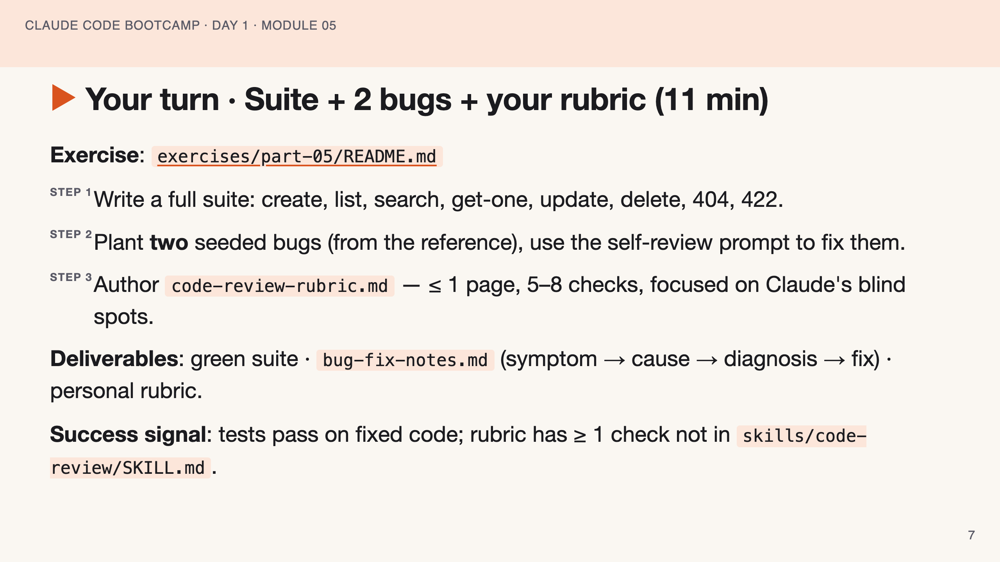 CLAUDE CODE BOOTCAMP · DAY 1 · MODULE 05
▶ Your turn · Suite + 2 bugs + your rubric (11 min)
Exercise: exercises/part-05/README.md
STEP 1 Write a full suite: create, list, search, get-one, update, delete, 404, 422.
STEP 2 Plant two seeded bugs (from the reference), use the self-review prompt to fix them.
STEP 3 Author code-review-rubric.md — ≤ 1 page, 5–8 checks, focused on Claude's blind
spots.
Deliverables: green suite · bug-fix-notes.md (symptom → cause → diagnosis → fix) ·
personal rubric.
Success signal: tests pass on fixed code; rubric has ≥ 1 check not in skills/code-
review/SKILL.md.
7